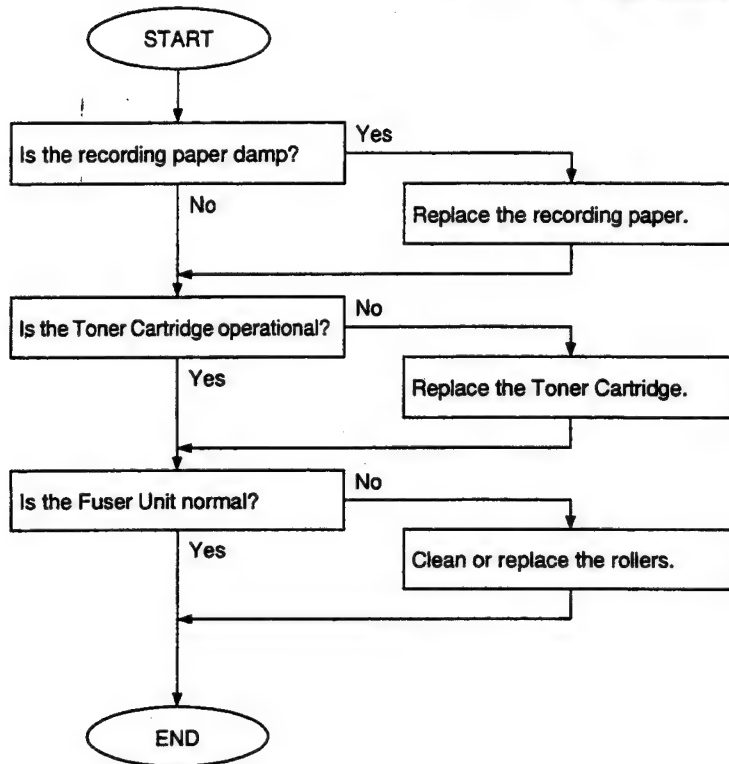 START
Is the recording paper damp?
Yes
No
Replace the recording paper.
Is the Toner Cartridge operational?
No
Yes
Replace the Toner Cartridge.
Is the Fuser Unit normal?
No
Yes
Clean or replace the rollers.
END